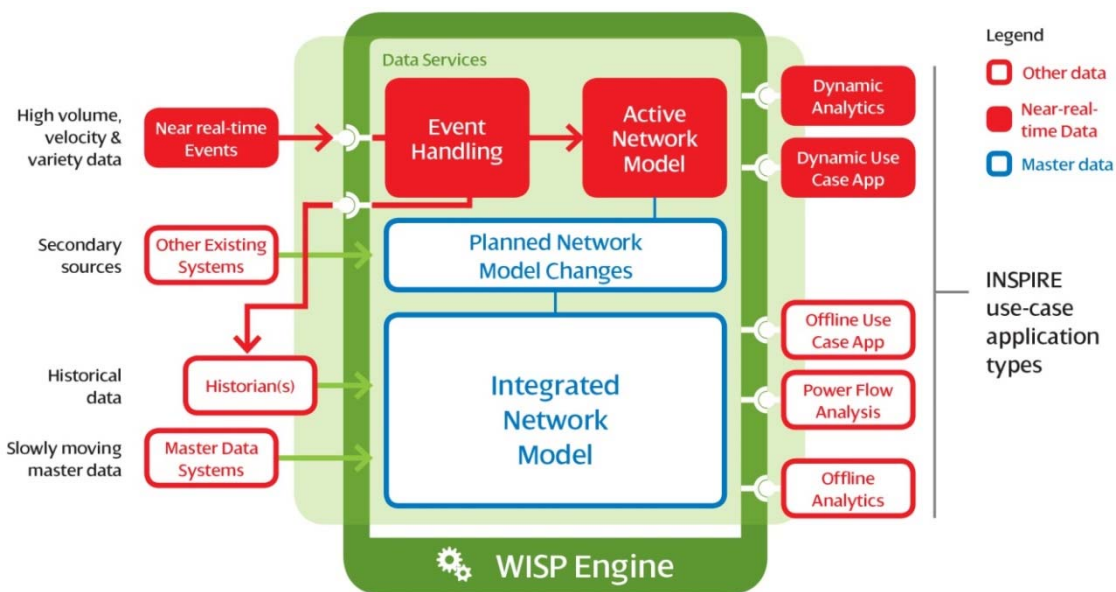 Data Services
High volume,
velocity &
variety data
Near real-time
Events
Event
Handling
Active
Network
Model
Dynamic
Analytics
Dynamic Use
Case App
Legend
Other data
Near-real-
time Data
Master data
Secondary
sources
Other Existing
Systems
Planned Network
Model Changes
Historical
data
Historian(s)
Slowly moving
master data
Master Data
Systems
Integrated
Network
Model
Offline Use
Case App
Power Flow
Analysis
Offline
Analytics
INSPIRE
use-case
application
types
WISP Engine